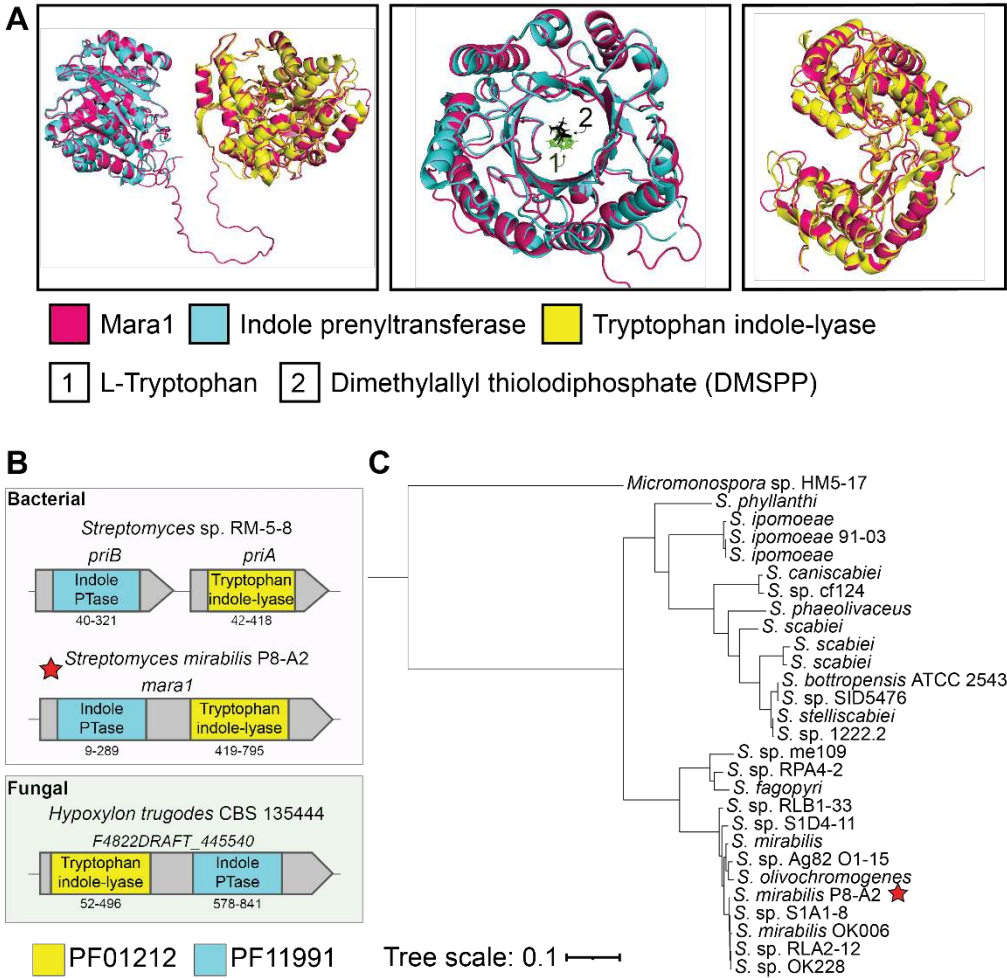 A
2
1
Mara1 Indole prenyltransferase Tryptophan indole-lyase
1 L-Tryptophan 2 Dimethylallyl thiolodiphosphate (DMSPP)
B
Bacterial
Streptomyces sp. RM-5-8
priB priA
Indole
PTase
Tryptophan
indole-lyase
40-321 42-418
Streptomyces mirabilis P8-A2
mara1
Indole
PTase
Tryptophan
indole-lyase
9-289 419-795
Fungal
Hypoxylon trugodes CBS 135444
F4822DRAFT_445540
Tryptophan
indole-lyase
Indole
PTase
52-496 578-841
PF01212 PF11991
C
Micromonospora sp. HM5-17
S. phyllanthi
S. ipomoeae
S. ipomoeae 91-03
S. ipomoeae
S. caniscabiei
S. sp. cf124
S. phaeolivaceus
S. scabiei
S. scabiei
S. scabiei
S. bottropensis ATCC 2543
S. sp. SID5476
S. stelliscabiei
S. sp. 1222.2
S. sp. me109
S. sp. RPA4-2
S. fagopyri
S. sp. RLB1-33
S. sp. S1D4-11
S. mirabilis
S. sp. Ag82 O1-15
S. olivochromogenes
S. mirabilis P8-A2
S. sp. S1A1-8
S. mirabilis OK006
S. sp. RLA2-12
S. sp. OK228
Tree scale: 0.1